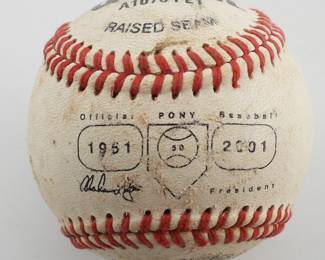 RAISED SEAM
Official PONY Baseball
1951 50 2001
President